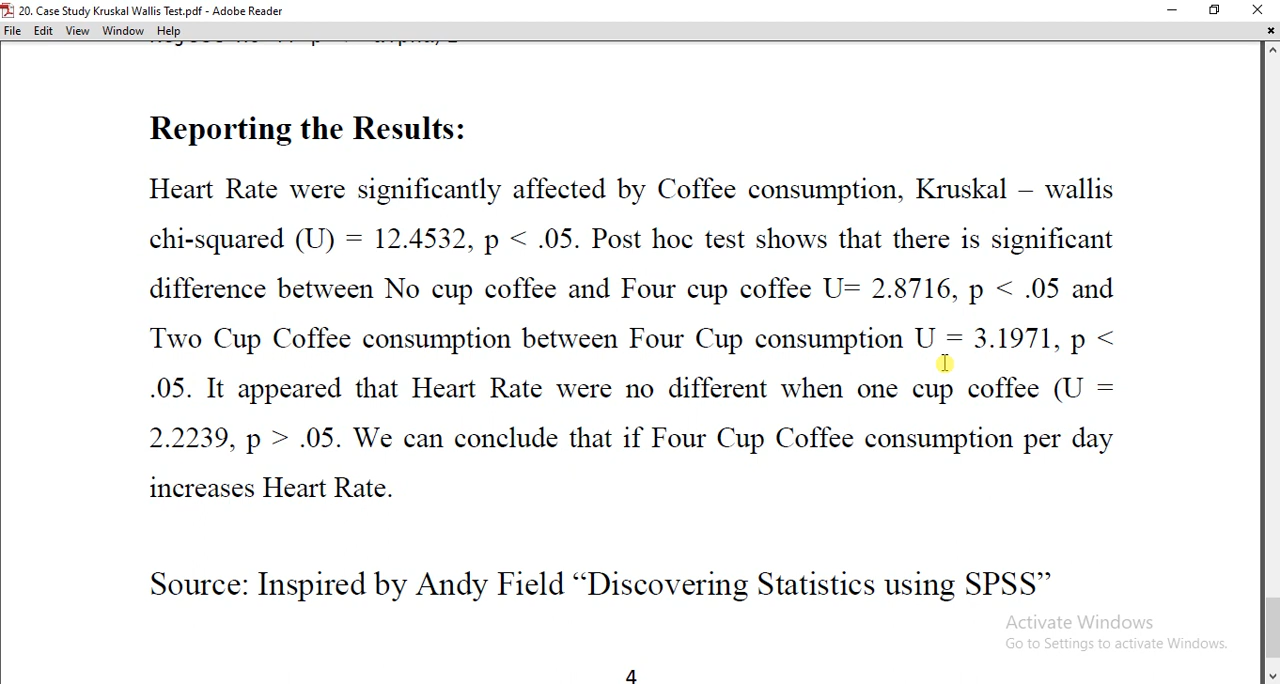 20. Case Study Kruskal Wallis Test.pdf - Adobe Reader
File Edit View Window Help
Reporting the Results:
Heart Rate were significantly affected by Coffee consumption, Kruskal – wallis
chi-squared (U) = 12.4532, p < .05. Post hoc test shows that there is significant
difference between No cup coffee and Four cup coffee U= 2.8716, p < .05 and
Two Cup Coffee consumption between Four Cup consumption U = 3.1971, p <
.05. It appeared that Heart Rate were no different when one cup coffee (U =
2.2239, p > .05. We can conclude that if Four Cup Coffee consumption per day
increases Heart Rate.
Source: Inspired by Andy Field “Discovering Statistics using SPSS”
Activate Windows
Go to Settings to activate Windows.
4